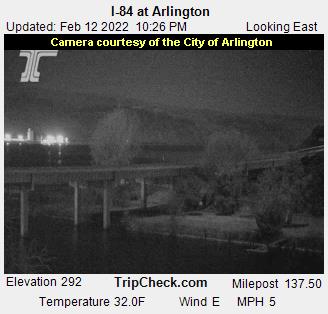 I-84 at Arlington
Updated: Feb 12 2022 10:26 PM Looking East
Camera courtesy of the City of Arlington
Elevation 292 TripCheck.com Milepost 137.50
Temperature 32.0F Wind E MPH 5